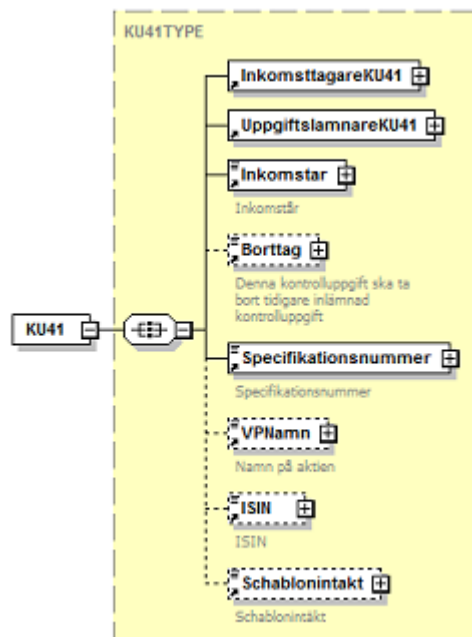 KU41TYPE
InkomsttagareKU41
UppgiftslamnareKU41
Inkomstar
Inkomstår
Borttag
Denna kontrolluppgift ska ta
bort tidigare inlämnad
kontrolluppgift
KU41
Specifikationsnummer
Specifikationsnummer
VPNamn
Namn på aktien
ISIN
ISIN
Schablonintakt
Schablonintäkt